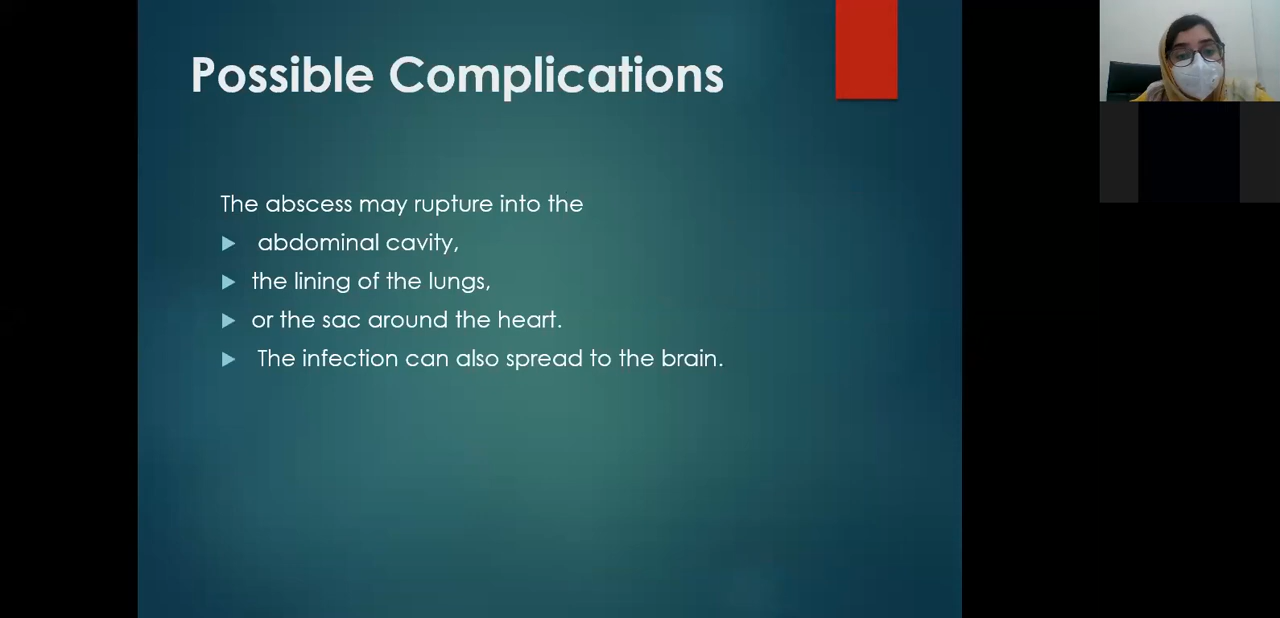 Possible Complications
The abscess may rupture into the
abdominal cavity,
the lining of the lungs,
or the sac around the heart.
The infection can also spread to the brain.